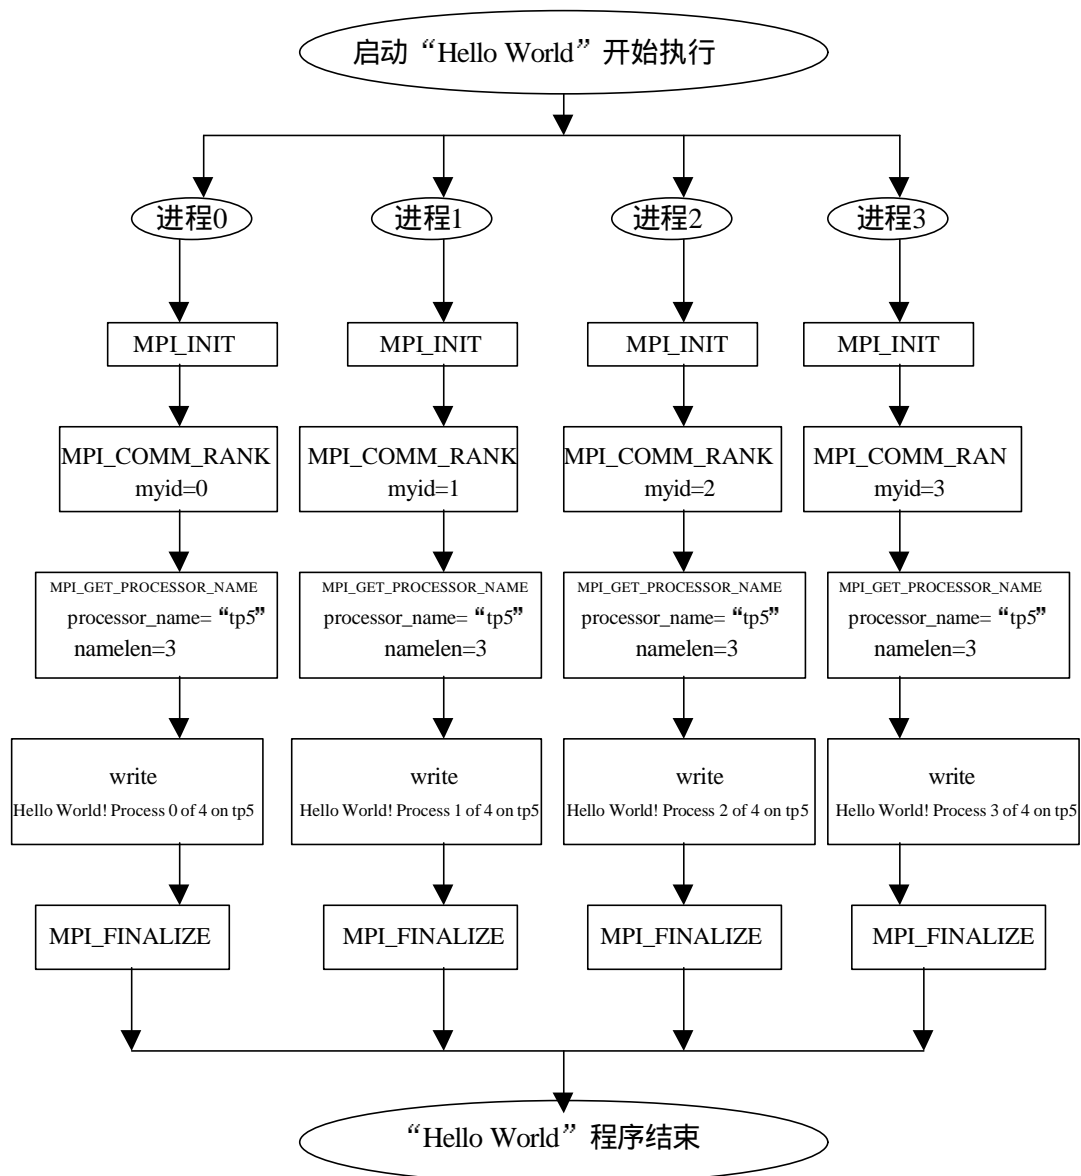 启动“Hello World”开始执行
进程0
进程1
进程2
进程3
MPI_INIT
MPI_INIT
MPI_INIT
MPI_INIT
MPI_COMM_RANK
myid=0
MPI_COMM_RANK
myid=1
MPI_COMM_RANK
myid=2
MPI_COMM_RAN
myid=3
MPI_GET_PROCESSOR_NAME
processor_name= “tp5”
namelen=3
MPI_GET_PROCESSOR_NAME
processor_name= “tp5”
namelen=3
MPI_GET_PROCESSOR_NAME
processor_name= “tp5”
namelen=3
MPI_GET_PROCESSOR_NAME
processor_name= “tp5”
namelen=3
write
Hello World! Process 0 of 4 on tp5
write
Hello World! Process 1 of 4 on tp5
write
Hello World! Process 2 of 4 on tp5
write
Hello World! Process 3 of 4 on tp5
MPI_FINALIZE
MPI_FINALIZE
MPI_FINALIZE
MPI_FINALIZE
“Hello World”程序结束